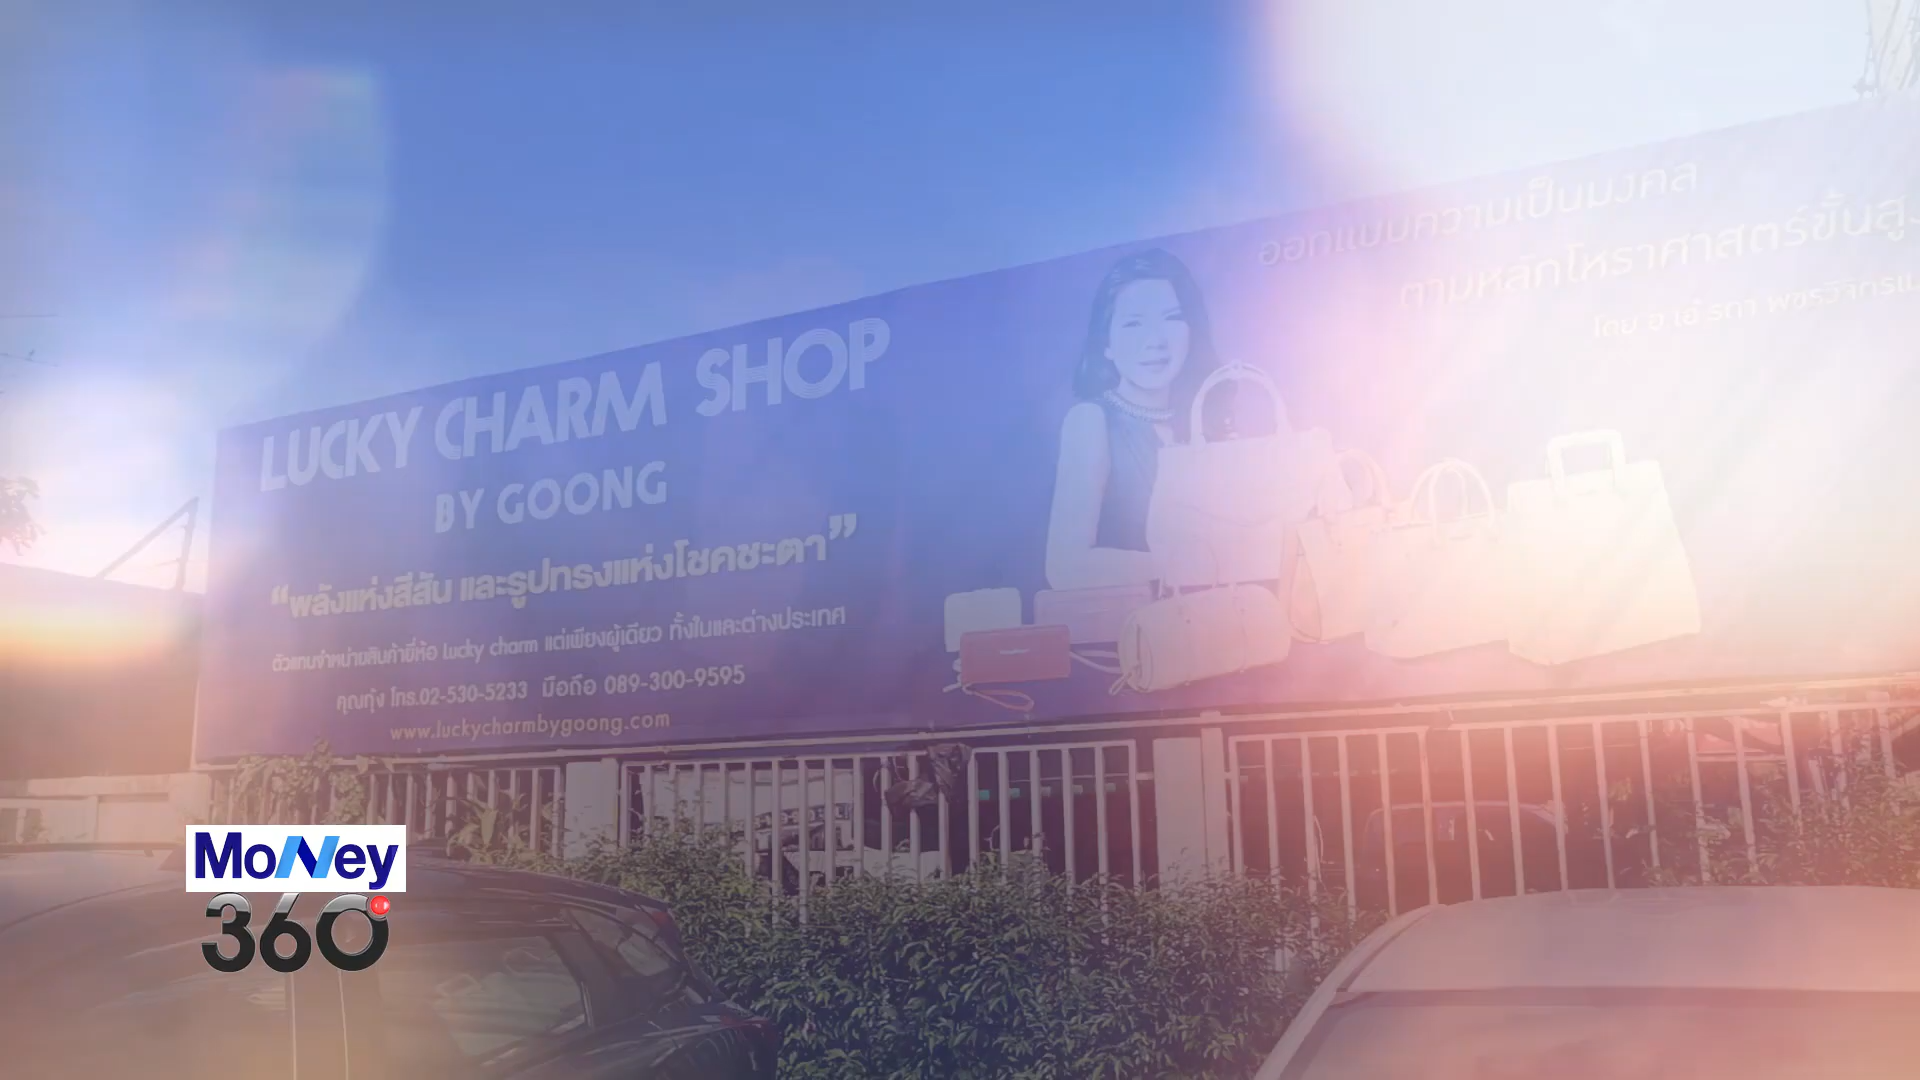 LUCKY CHARM SHOP
BY GOONG
“พลังแห่งสีสัน และรูปทรงแห่งโชคชะตา”
ตัวแทนจำหน่ายสินค้ายี่ห้อ Lucky charm แต่เพียงผู้เดียว ทั้งในและต่างประเทศ
คุณกุ้ง โทร.02-530-5233 มือถือ 089-300-9595
www.luckycharmbygoong.com
ออกแบบความเป็นมงคล
ตามหลักโหราศาสตร์ขั้นสูง
โดย อ.เอ๋
Money
360°